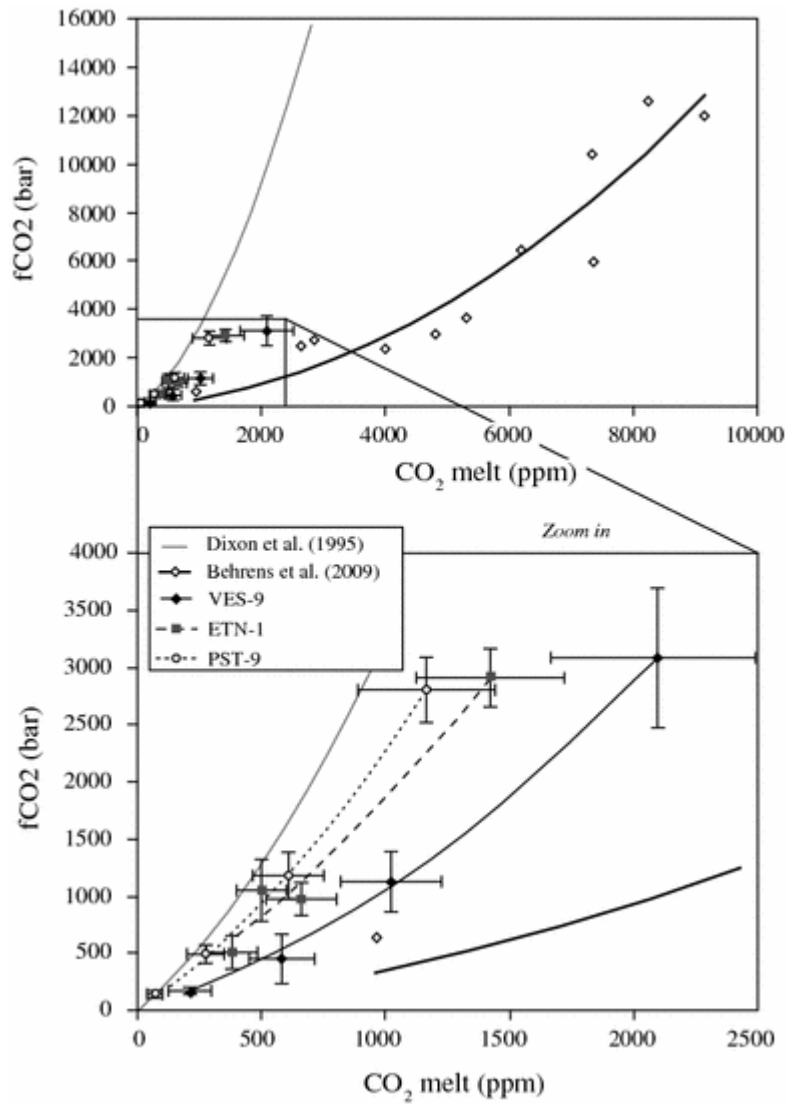 16000
14000
12000
10000
8000
6000
4000
2000
0
fCO2 (bar)
0 2000 4000 6000 8000 10000
CO2 melt (ppm)
Zoom in
Dixon et al. (1995)
Behrens et al. (2009)
VES-9
ETN-1
PST-9
4000
3500
3000
2500
2000
1500
1000
500
0
fCO2 (bar)
0 500 1000 1500 2000 2500
CO2 melt (ppm)